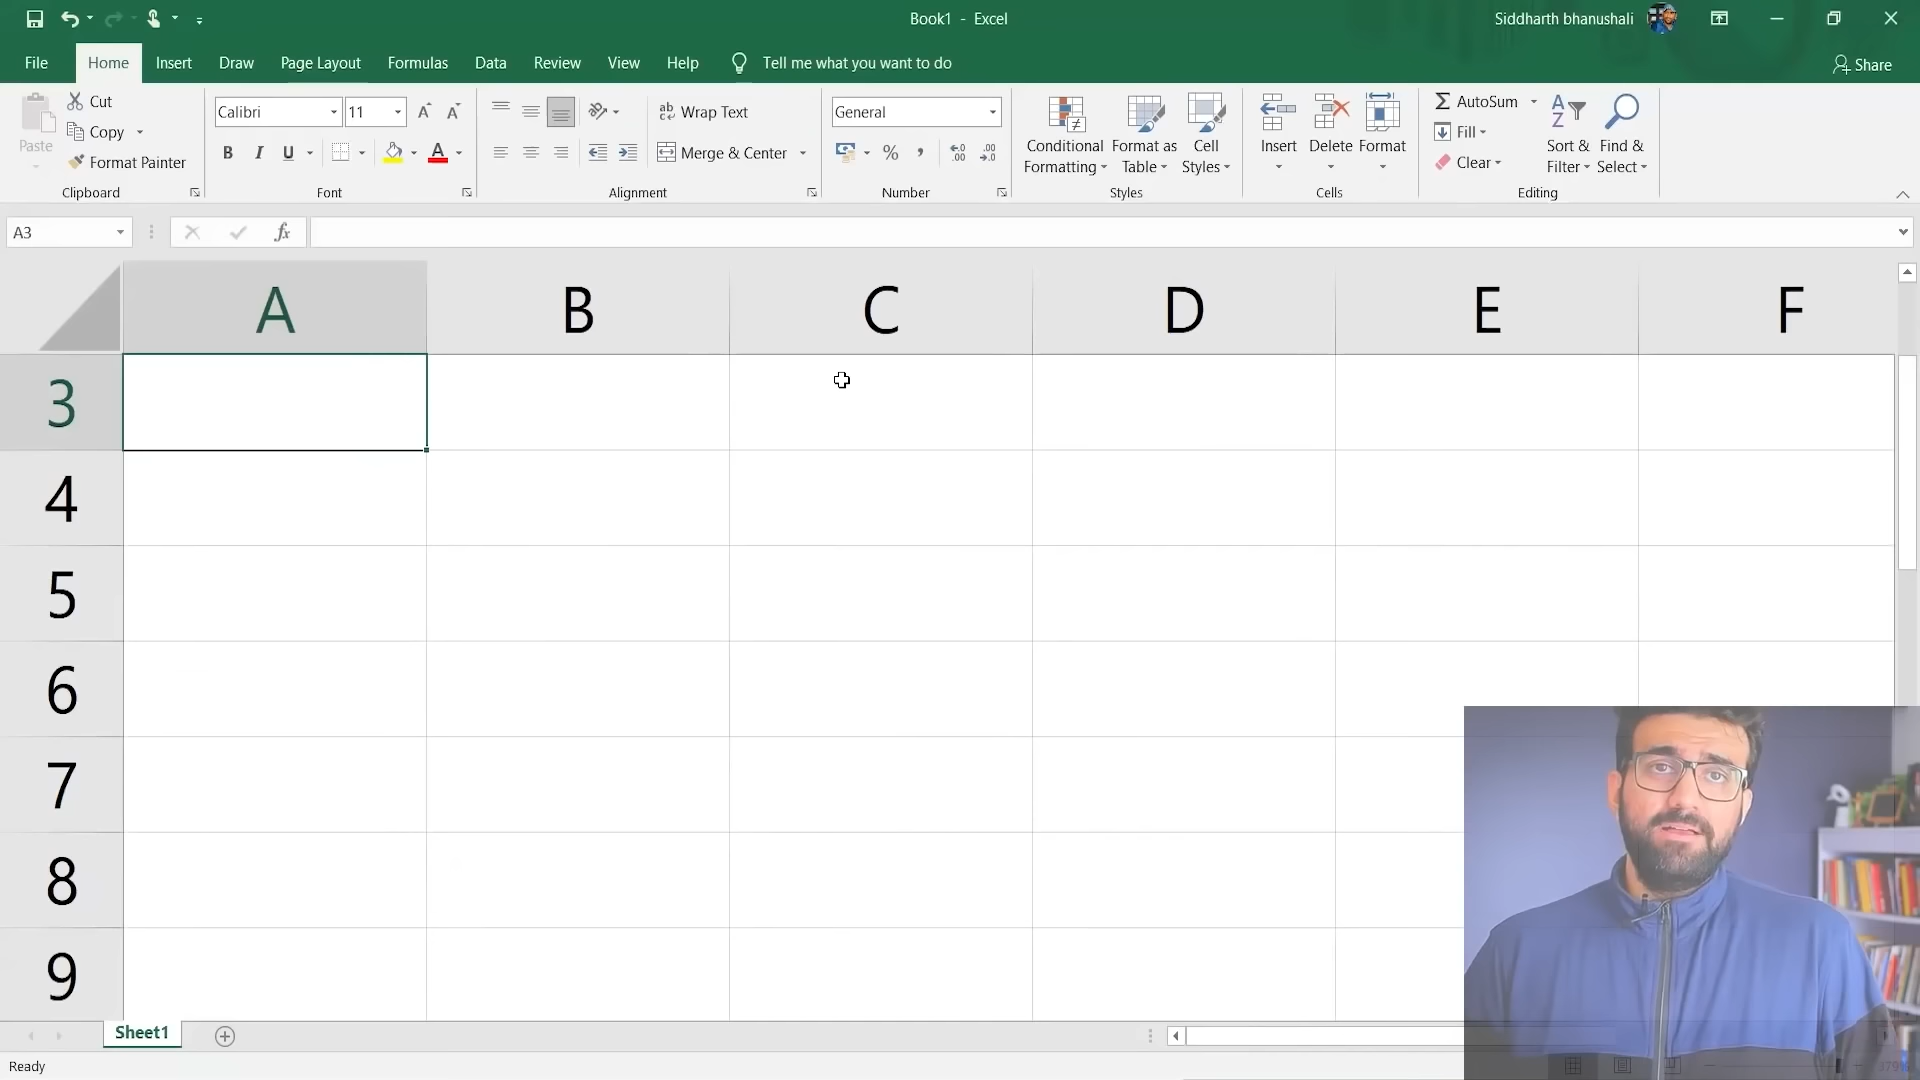 Book1 - Excel
Siddharth bhanushali
File Home Insert Draw Page Layout Formulas Data Review View Help Tell me what you want to do
Share
Paste
Cut
Copy
Format Painter
Clipboard
Calibri 11
B I U A
Font
Wrap Text
Merge & Center
Alignment
General
%
Number
Conditional Formatting
Format as Table
Cell Styles
Styles
Insert Delete Format
Cells
AutoSum
Fill
Clear
Sort & Filter
Find & Select
Editing
A3
fx
A B C D E F
3
4
5
6
7
8
9
Sheet1
Ready